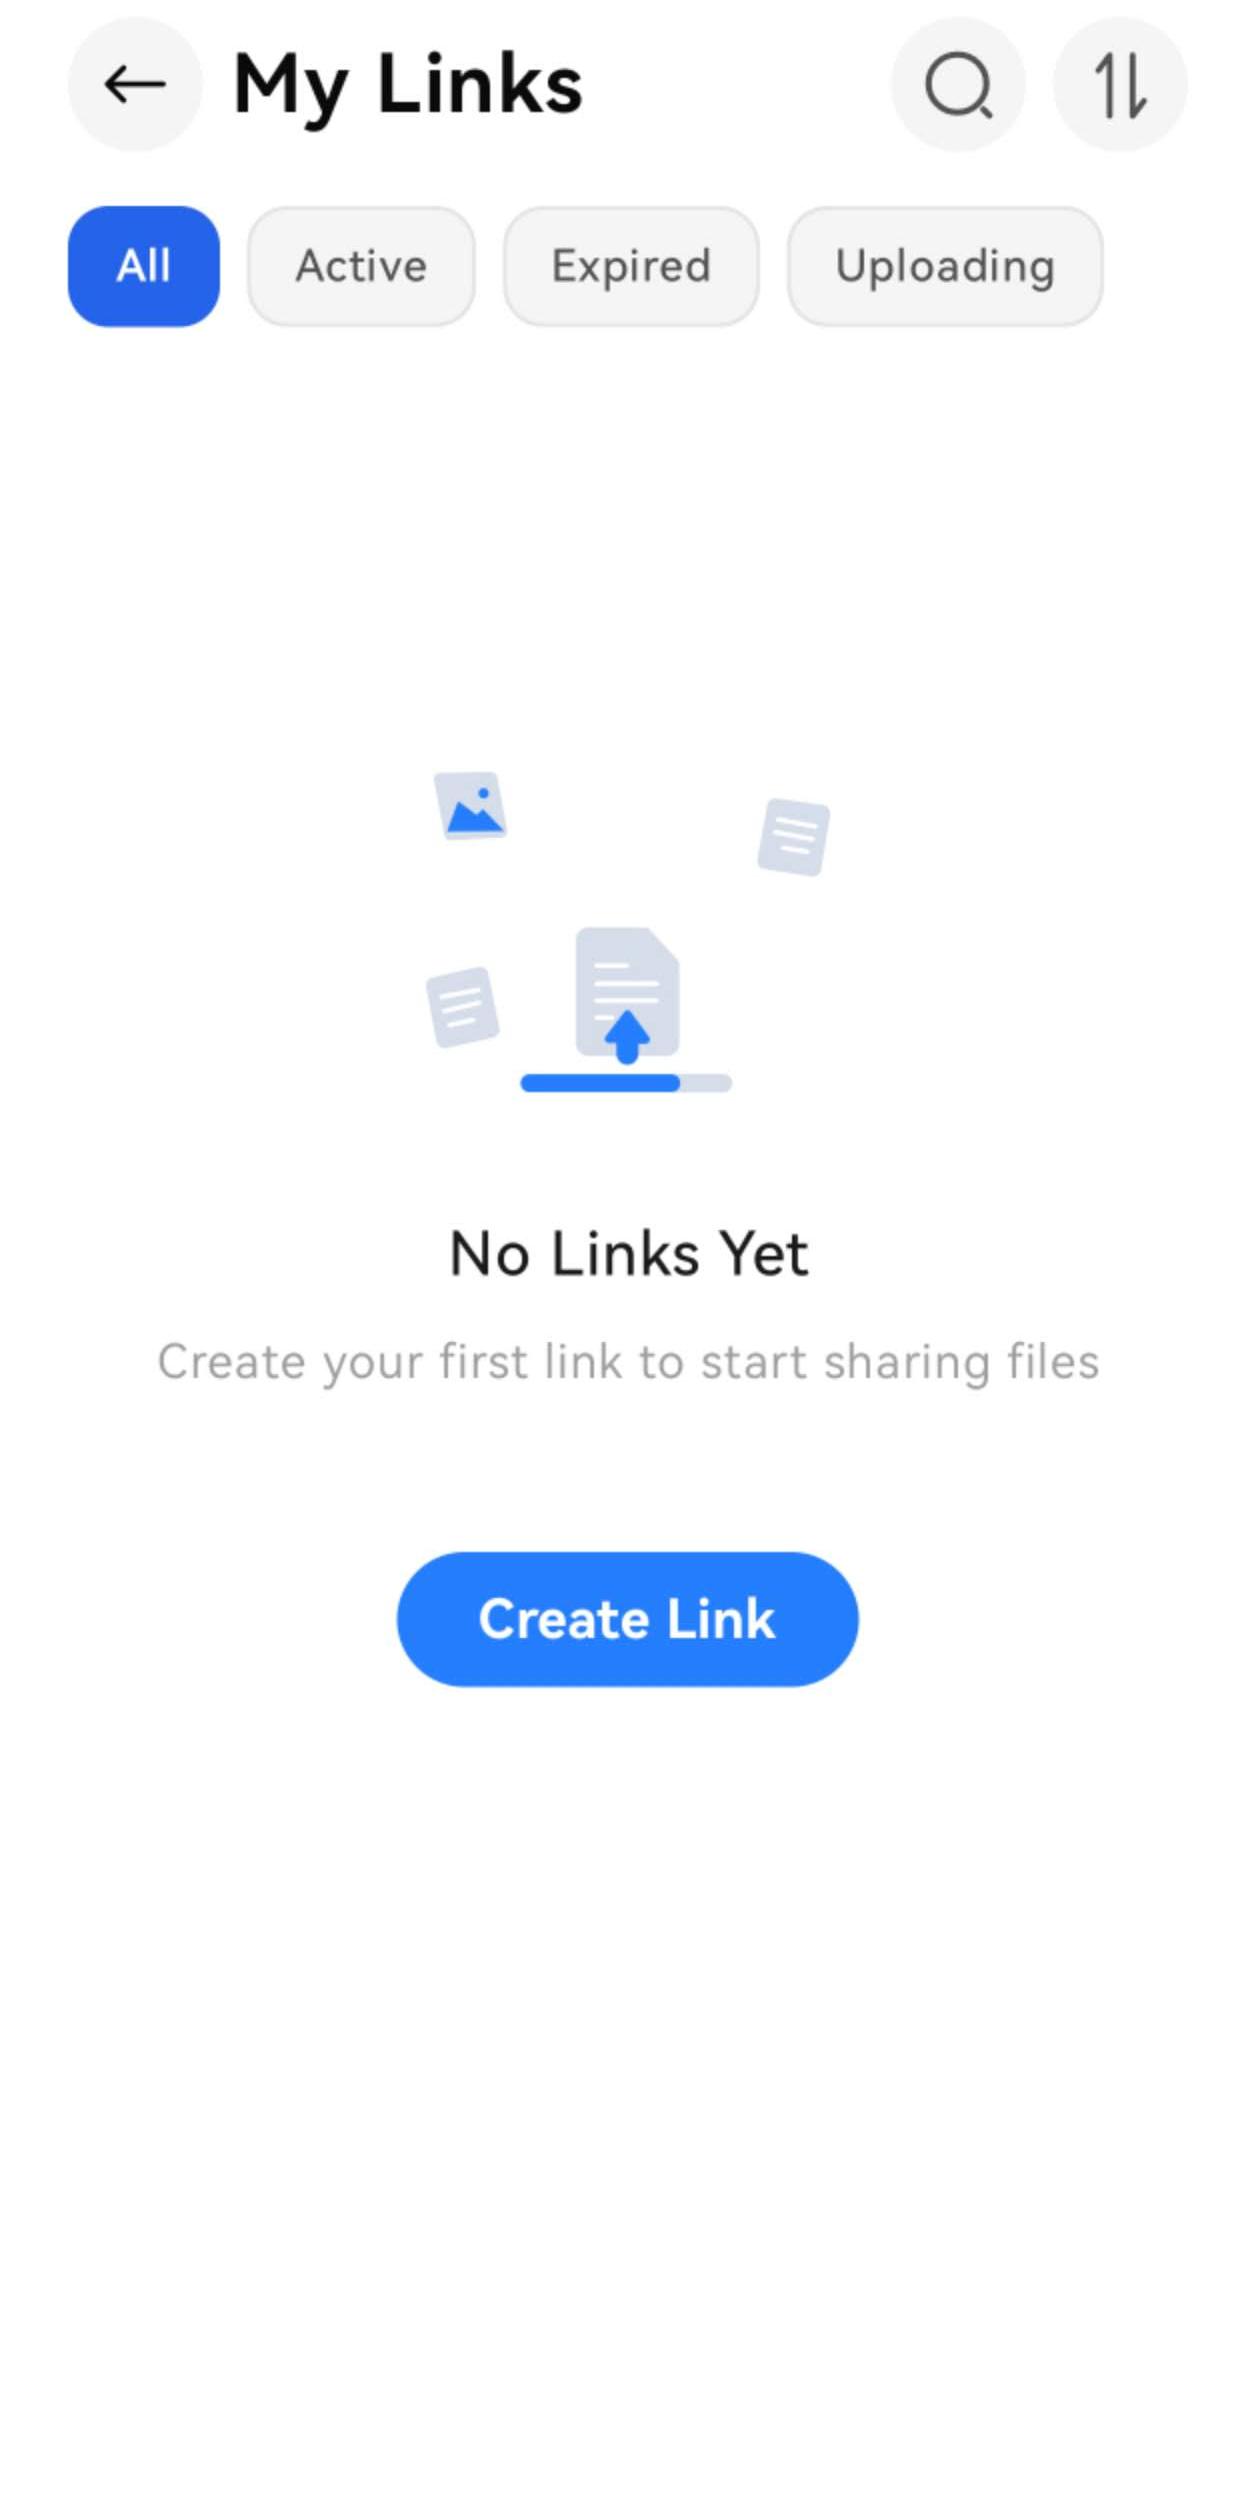 My Links
All Active Expired Uploading
No Links Yet
Create your first link to start sharing files
Create Link